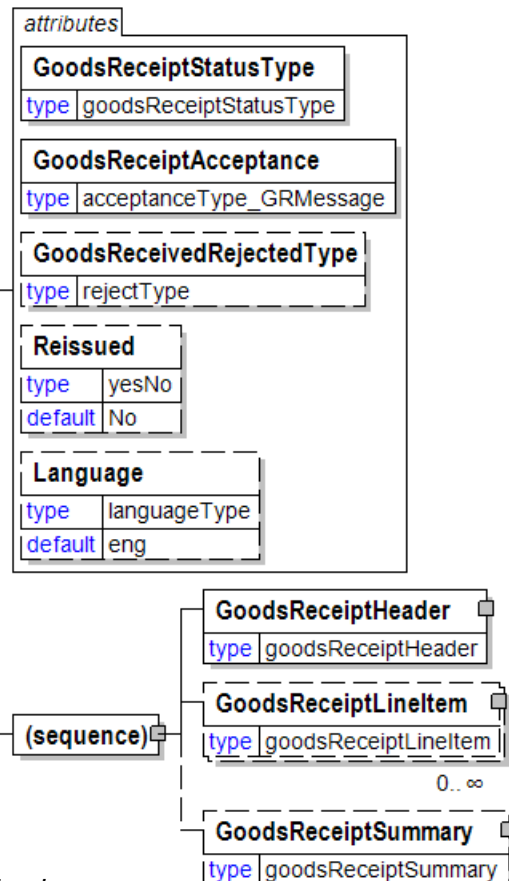 attributes
GoodsReceiptStatusType
type goodsReceiptStatusType
GoodsReceiptAcceptance
type acceptanceType_GRMessage
GoodsReceivedRejectedType
type rejectType
Reissued
type yesNo
default No
Language
type languageType
default eng
GoodsReceiptHeader
type goodsReceiptHeader
GoodsReceiptLineItem
(sequence)
type goodsReceiptLineItem
0..∞
GoodsReceiptSummary
type goodsReceiptSummary